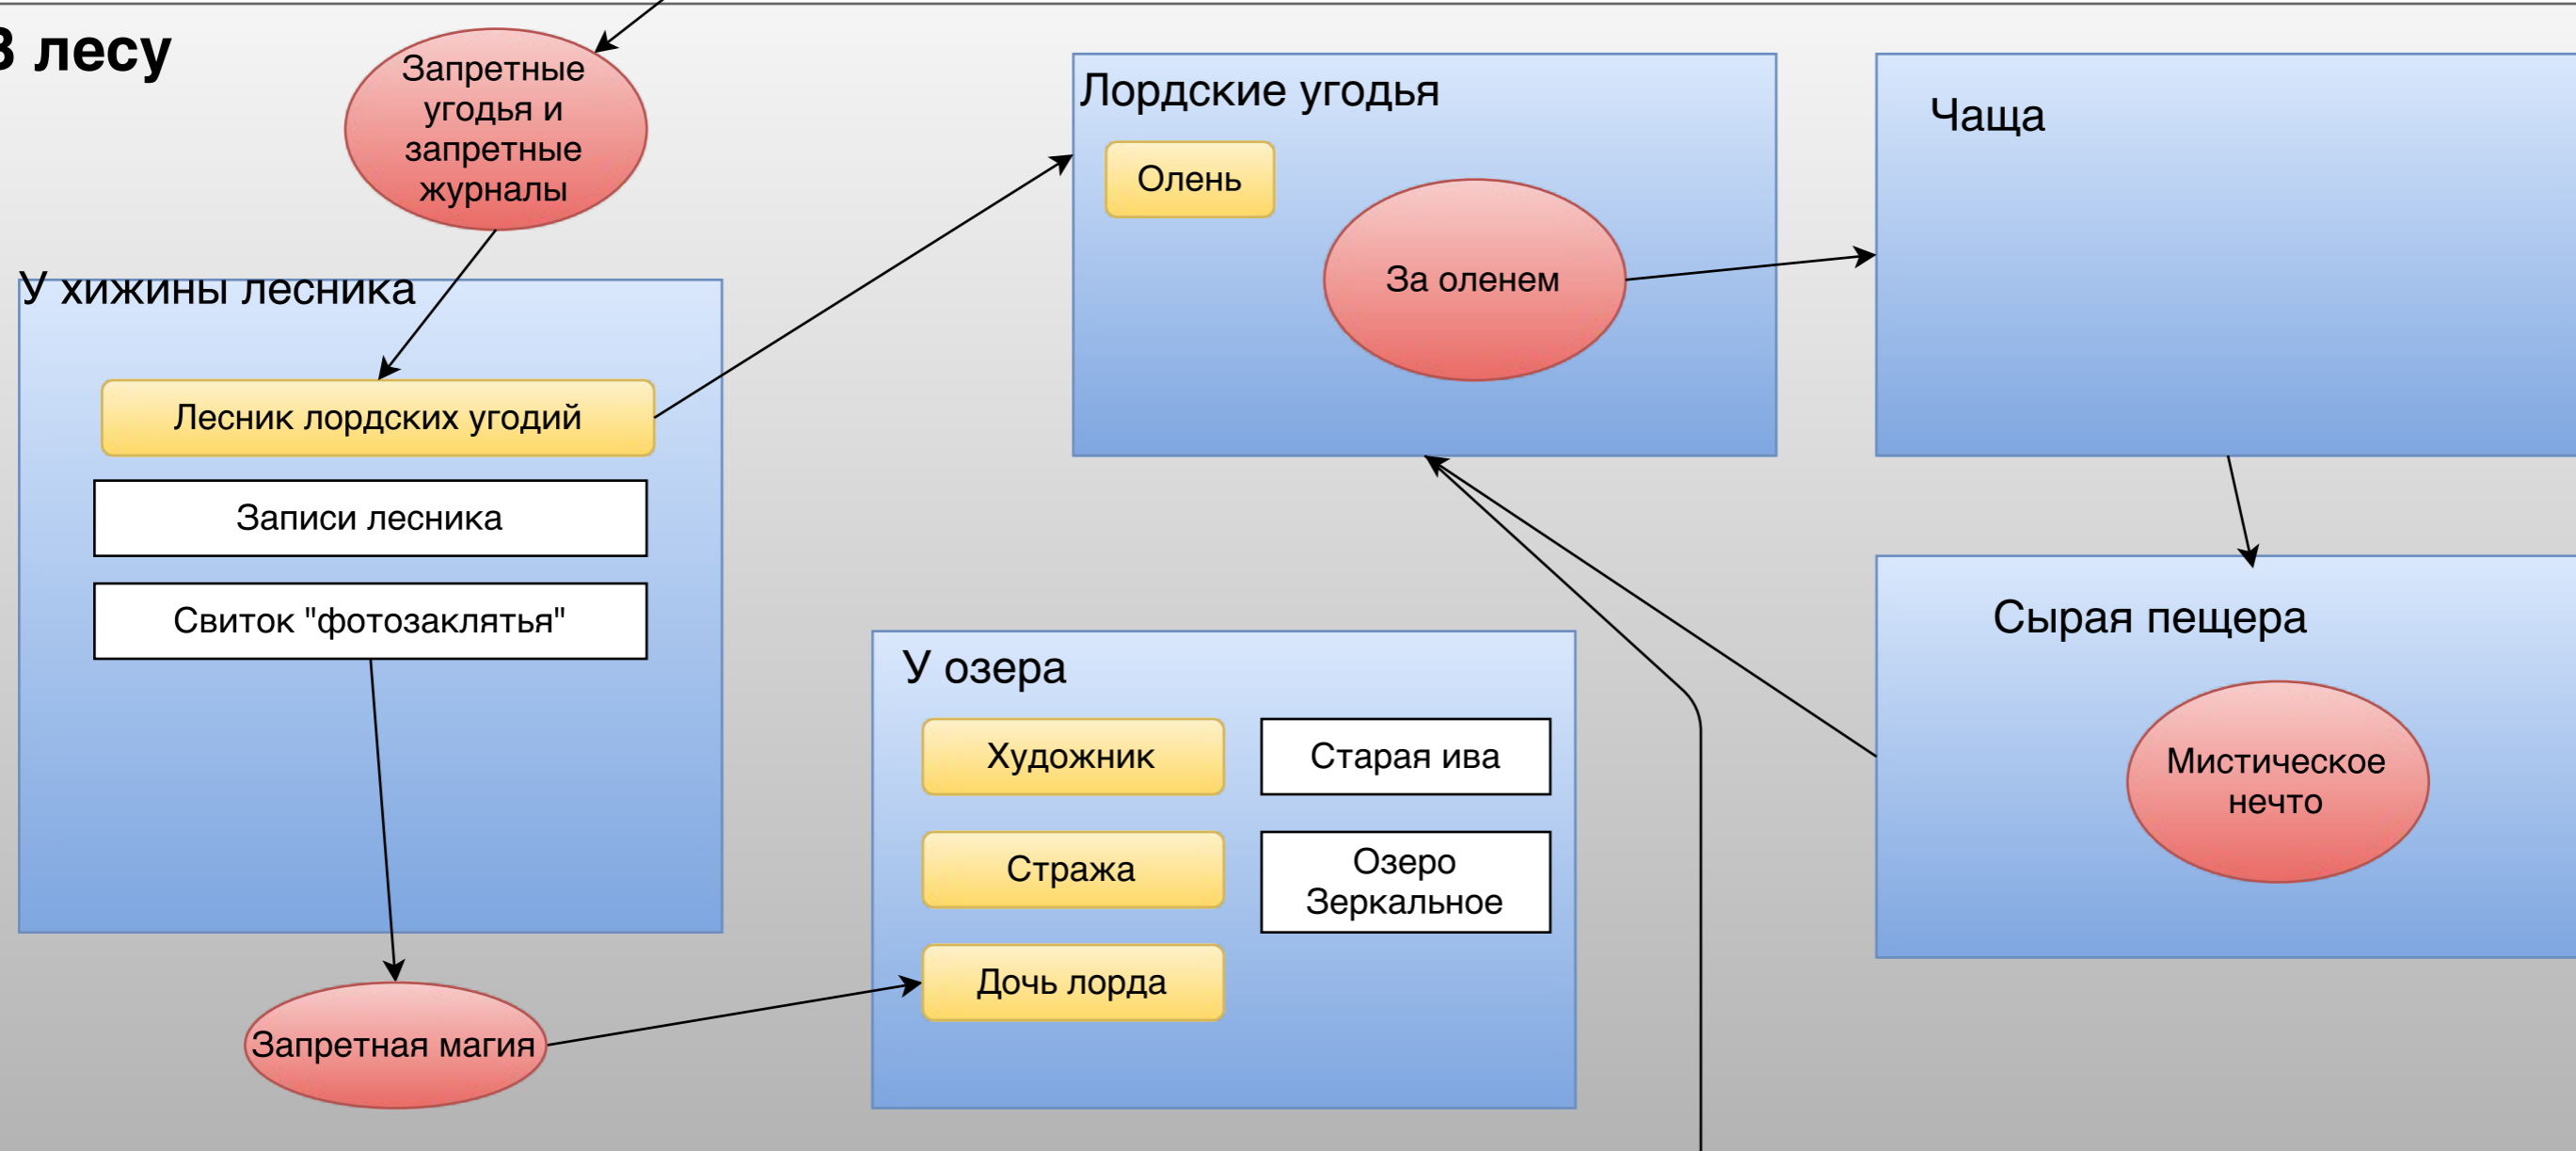 В лесу
Запретные
угодья и
запретные
журналы
У хижины лесника
Лесник лордских угодий
Записи лесника
Свиток "фотозаклятья"
Запретная магия
Лордские угодья
Олень
За оленем
Чаща
Сырая пещера
Мистическое
нечто
У озера
Художник
Старая ива
Стража
Озеро
Зеркальное
Дочь лорда